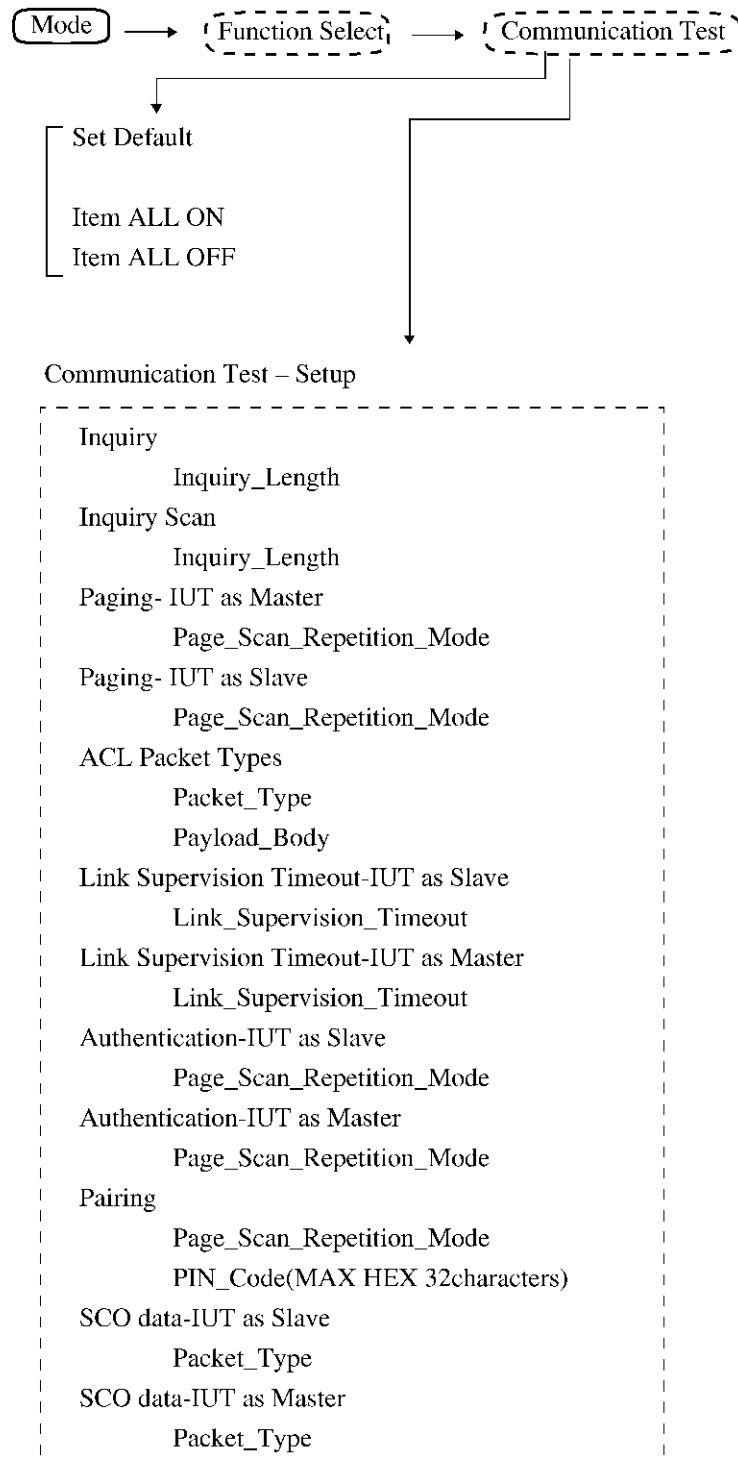 Mode Function Select Communication Test
Set Default
Item ALL ON
Item ALL OFF
Communication Test – Setup
Inquiry
Inquiry_Length
Inquiry Scan
Inquiry_Length
Paging- IUT as Master
Page_Scan_Repetition_Mode
Paging- IUT as Slave
Page_Scan_Repetition_Mode
ACL Packet Types
Packet_Type
Payload_Body
Link Supervision Timeout-IUT as Slave
Link_Supervision_Timeout
Link Supervision Timeout-IUT as Master
Link_Supervision_Timeout
Authentication-IUT as Slave
Page_Scan_Repetition_Mode
Authentication-IUT as Master
Page_Scan_Repetition_Mode
Pairing
Page_Scan_Repetition_Mode
PIN_Code(MAX HEX 32characters)
SCO data-IUT as Slave
Packet_Type
SCO data-IUT as Master
Packet_Type